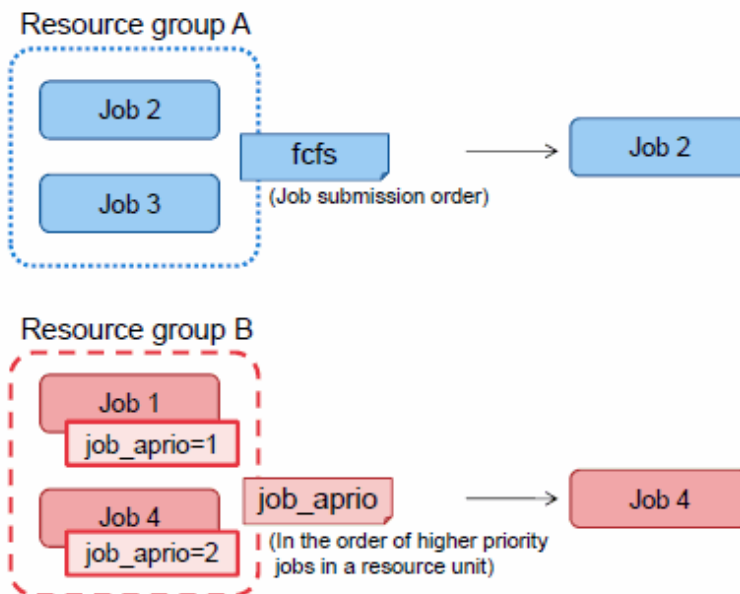 Resource group A
Job 2
Job 3
fcfs
(Job submission order)
Job 2
Resource group B
Job 1
job_aprio=1
Job 4
job_aprio=2
job_aprio
(In the order of higher priority
jobs in a resource unit)
Job 4